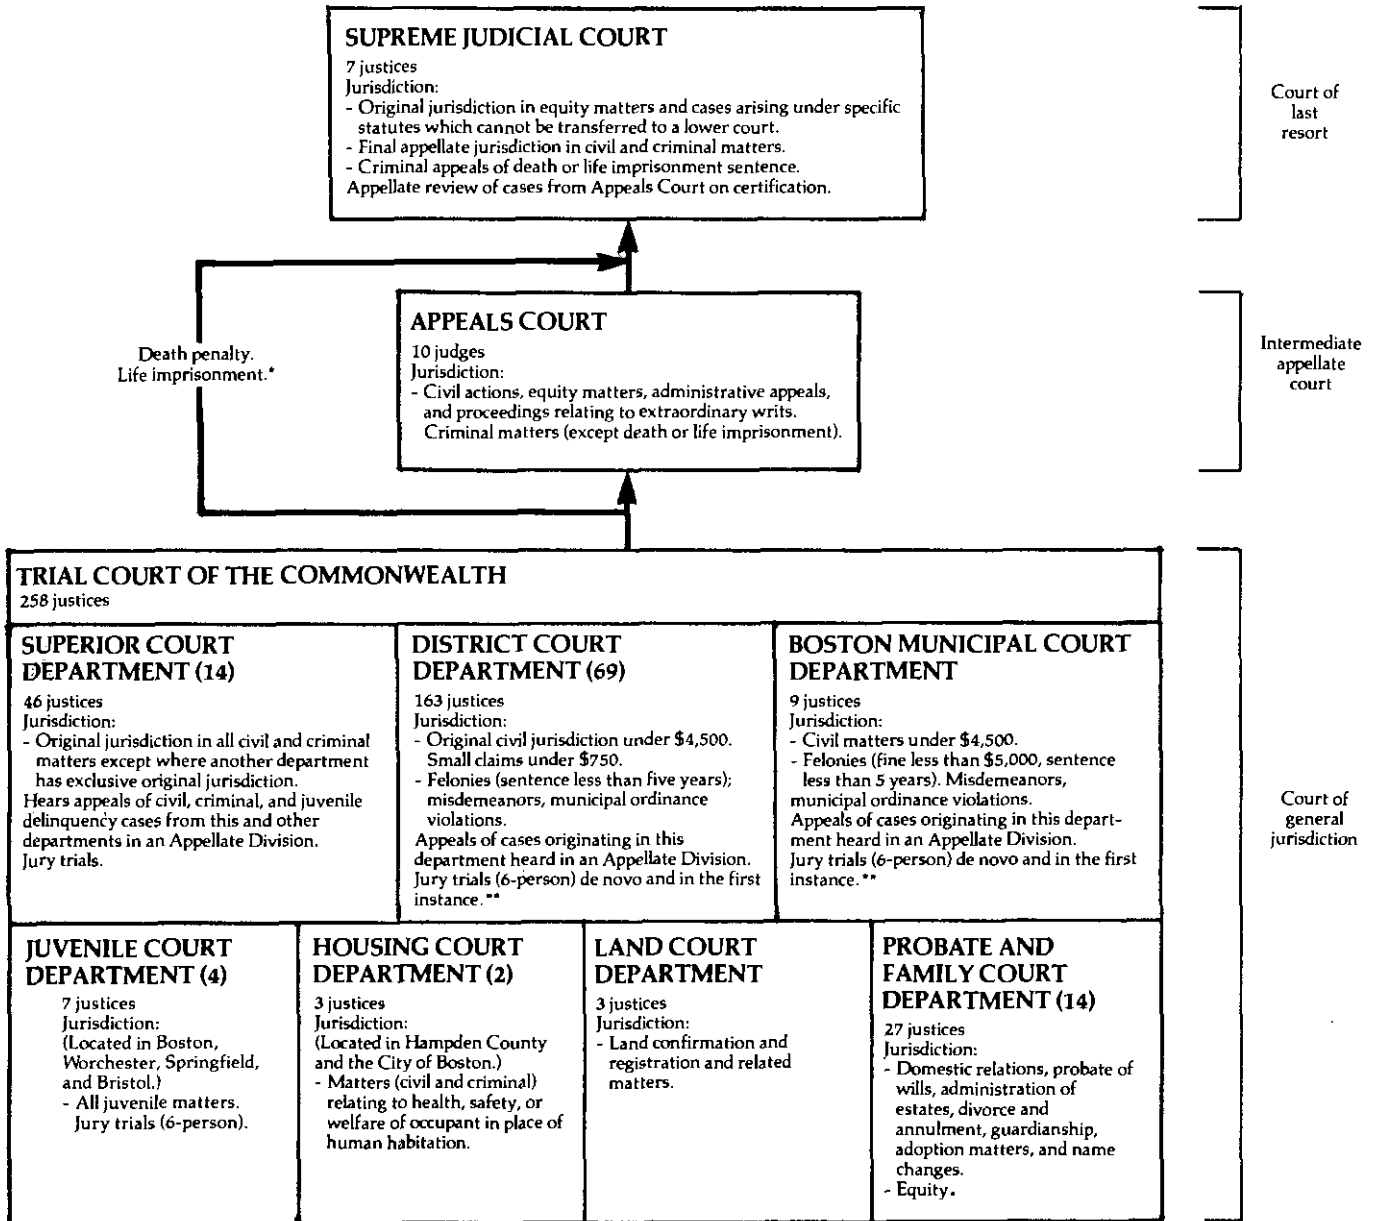 SUPREME JUDICIAL COURT
7 justices
Jurisdiction:
- Original jurisdiction in equity matters and cases arising under specific
statutes which cannot be transferred to a lower court.
- Final appellate jurisdiction in civil and criminal matters.
- Criminal appeals of death or life imprisonment sentence.
Appellate review of cases from Appeals Court on certification.
Court of
last
resort
APPEALS COURT
10 judges
Jurisdiction:
- Civil actions, equity matters, administrative appeals,
and proceedings relating to extraordinary writs.
Criminal matters (except death or life imprisonment).
Death penalty.
Life imprisonment.*
Intermediate
appellate
court
TRIAL COURT OF THE COMMONWEALTH
258 justices
SUPERIOR COURT
DEPARTMENT (14)
46 justices
Jurisdiction:
- Original jurisdiction in all civil and criminal
matters except where another department
has exclusive original jurisdiction.
Hears appeals of civil, criminal, and juvenile
delinquency cases from this and other
departments in an Appellate Division.
Jury trials.
DISTRICT COURT
DEPARTMENT (69)
163 justices
Jurisdiction:
- Original civil jurisdiction under $4,500.
Small claims under $750.
- Felonies (sentence less than five years);
misdemeanors, municipal ordinance
violations.
Appeals of cases originating in this
department heard in an Appellate Division.
Jury trials (6-person) de novo and in the first
instance.**
BOSTON MUNICIPAL COURT
DEPARTMENT
9 justices
Jurisdiction:
- Civil matters under $4,500.
- Felonies (fine less than $5,000, sentence
less than 5 years). Misdemeanors,
municipal ordinance violations.
Appeals of cases originating in this depart-
ment heard in an Appellate Division.
Jury trials (6-person) de novo and in the first
instance.**
Court of
general
jurisdiction
JUVENILE COURT
DEPARTMENT (4)
7 justices
Jurisdiction:
(Located in Boston,
Worchester, Springfield,
and Bristol.)
- All juvenile matters.
Jury trials (6-person).
HOUSING COURT
DEPARTMENT (2)
3 justices
Jurisdiction:
(Located in Hampden County
and the City of Boston.)
- Matters (civil and criminal)
relating to health, safety, or
welfare of occupant in place of
human habitation.
LAND COURT
DEPARTMENT
3 justices
Jurisdiction:
- Land confirmation and
registration and related
matters.
PROBATE AND
FAMILY COURT
DEPARTMENT (14)
27 justices
Jurisdiction:
- Domestic relations, probate of
wills, administration of
estates, divorce and
annulment, guardianship,
adoption matters, and name
changes.
- Equity.